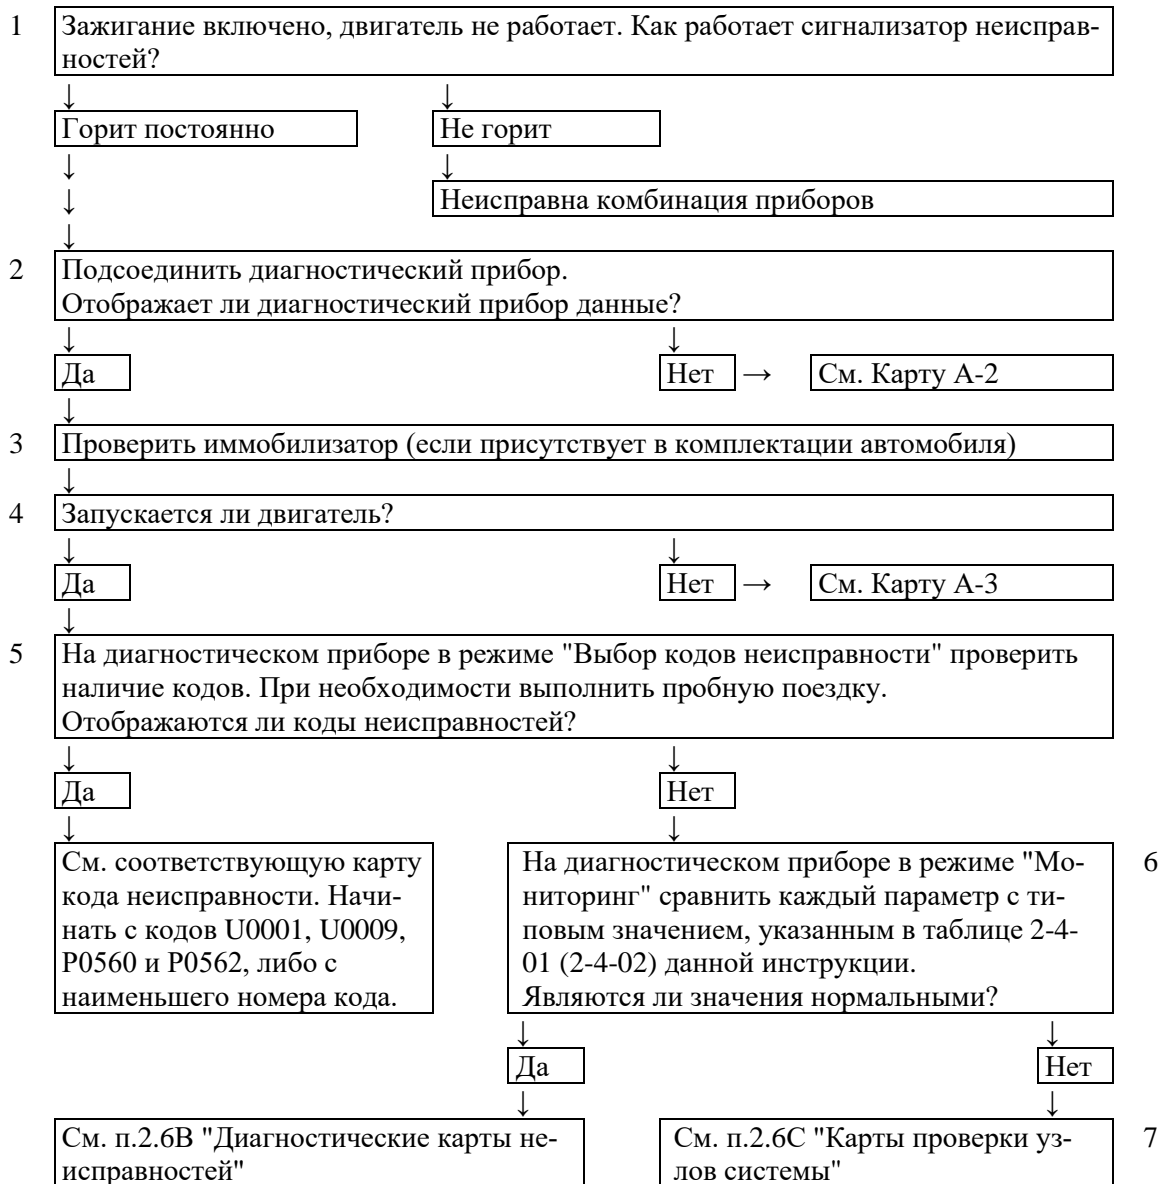 1 Зажигание включено, двигатель не работает. Как работает сигнализатор неисправ-
ностей?
↓ ↓
Горит постоянно Не горит
↓ ↓
↓ Неисправна комбинация приборов
↓
2 Подсоединить диагностический прибор.
Отображает ли диагностический прибор данные?
↓ ↓
Да Нет → См. Карту А-2
↓
3 Проверить иммобилизатор (если присутствует в комплектации автомобиля)
↓
4 Запускается ли двигатель?
↓ ↓
Да Нет → См. Карту А-3
↓
5 На диагностическом приборе в режиме "Выбор кодов неисправности" проверить
наличие кодов. При необходимости выполнить пробную поездку.
Отображаются ли коды неисправностей?
↓ ↓
Да Нет
↓ ↓
См. соответствующую карту
кода неисправности. Начи-
нать с кодов U0001, U0009,
P0560 и P0562, либо с
наименьшего номера кода.
На диагностическом приборе в режиме "Мо- 6
ниторинг" сравнить каждый параметр с ти-
повым значением, указанным в таблице 2-4-
01 (2-4-02) данной инструкции.
Являются ли значения нормальными?
↓ ↓
Да Нет
↓ ↓
См. п.2.6В "Диагностические карты не-
исправностей"
См. п.2.6С "Карты проверки уз- 7
лов системы"